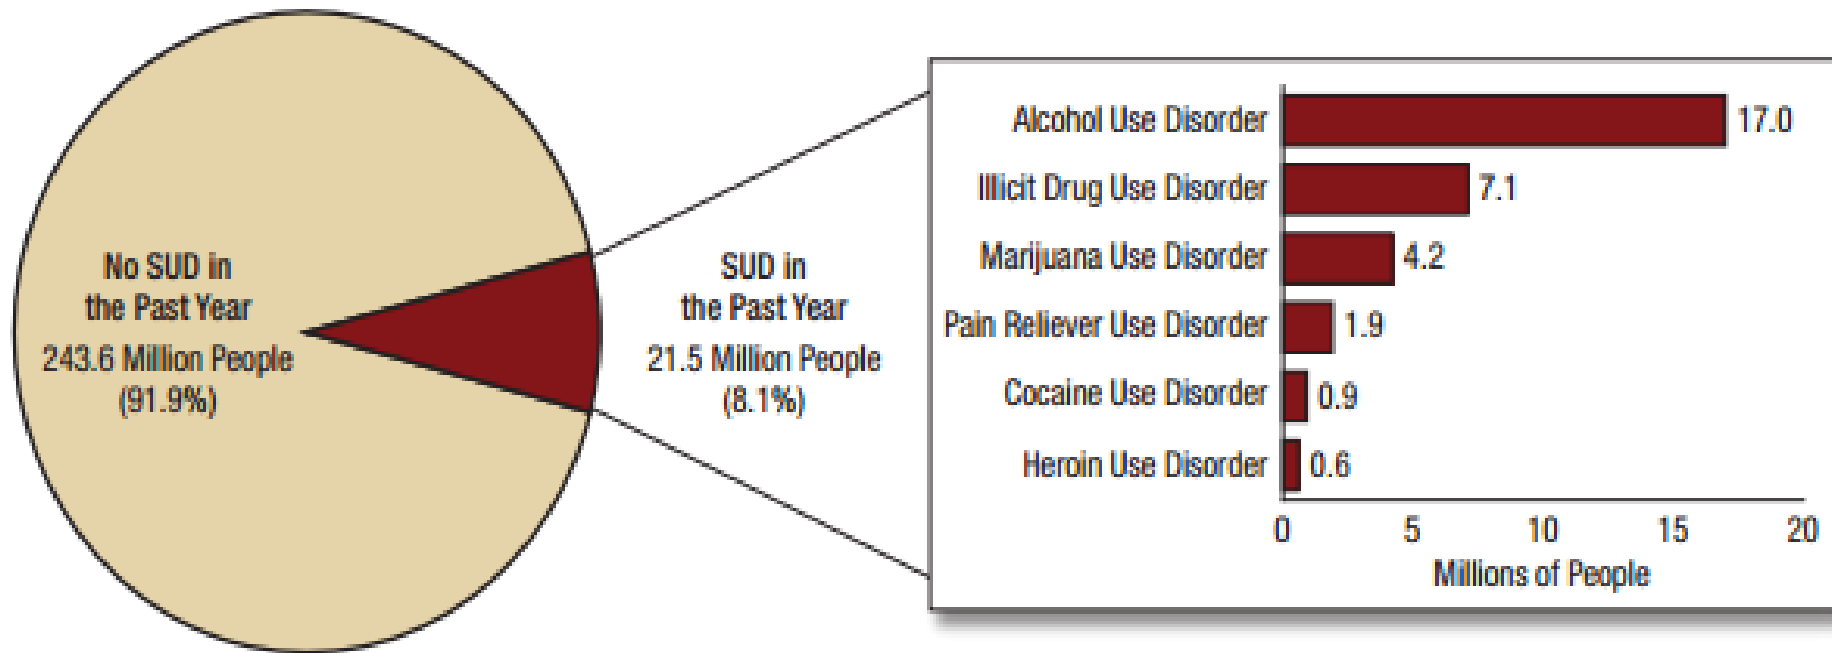 No SUD in
the Past Year
243.6 Million People
(91.9%)
SUD in
the Past Year
21.5 Million People
(8.1%)
Alcohol Use Disorder 17.0
Illicit Drug Use Disorder 7.1
Marijuana Use Disorder 4.2
Pain Reliever Use Disorder 1.9
Cocaine Use Disorder 0.9
Heroin Use Disorder 0.6
0 5 10 15 20
Millions of People